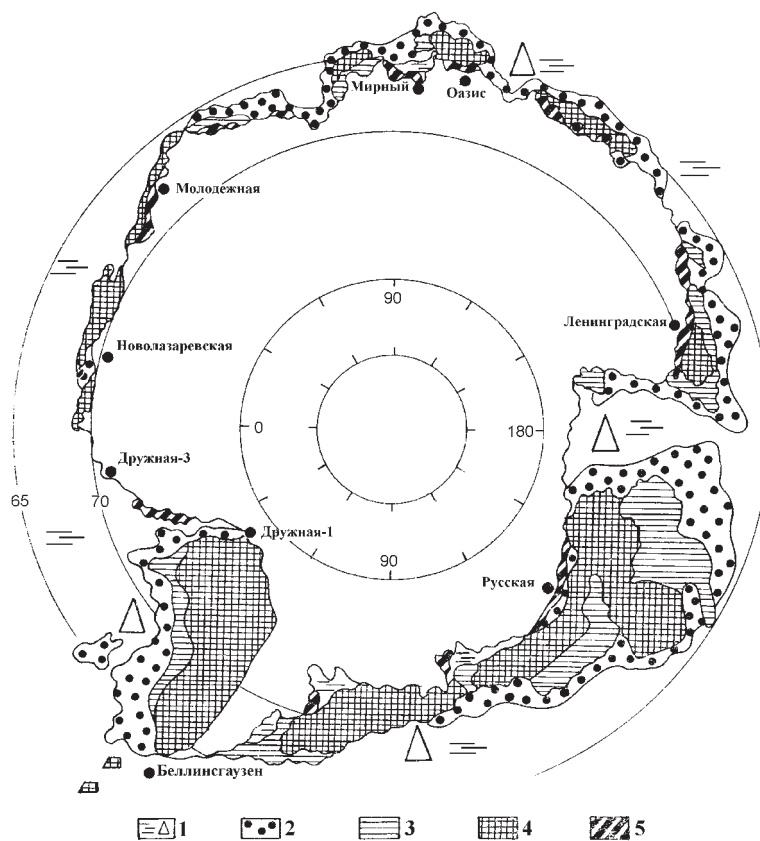 Мирный
Оазис
Молодежная
90
Ленинградская
Новолазаревская
0
180
Дружная-3
65
70
Дружная-1
90
Русская
Беллинсгаузен
1
2
3
4
5